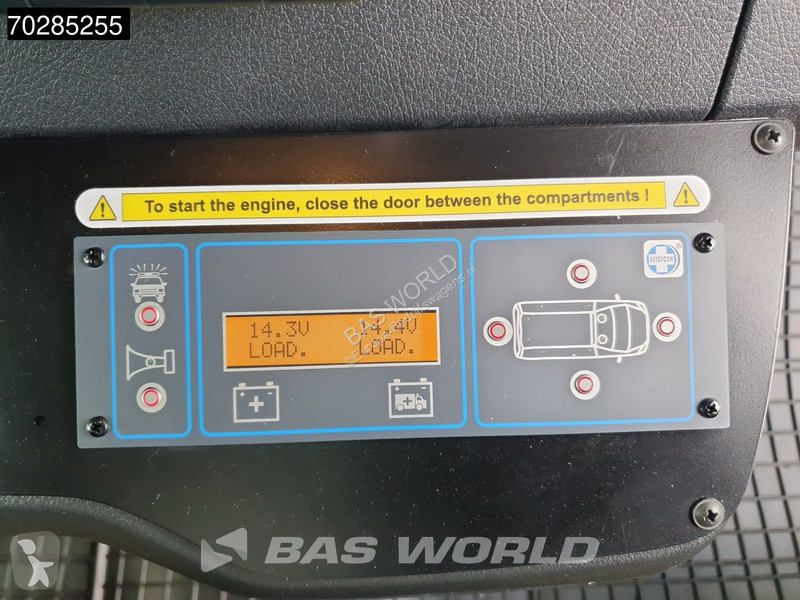 70285255
To start the engine, close the door between the compartments !
AUTOFORM ®
BAS WORLD
14.3V 14.4V
LOAD. LOAD.
BAS WORLD